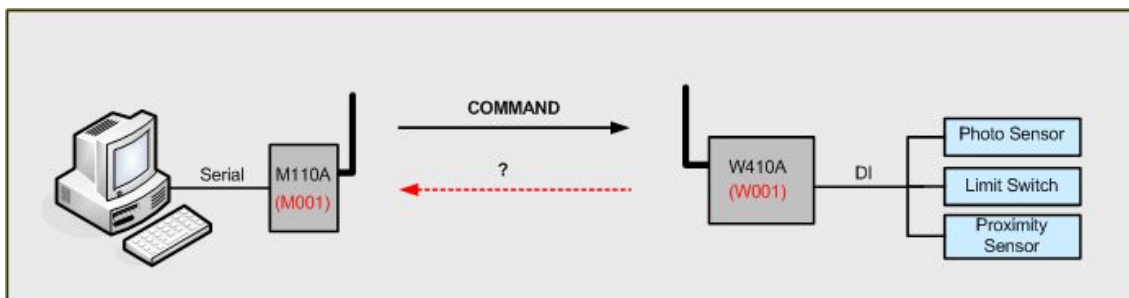 Serial
M110A
(M001)
COMMAND
?
W410A
(W001)
DI
Photo Sensor
Limit Switch
Proximity
Sensor